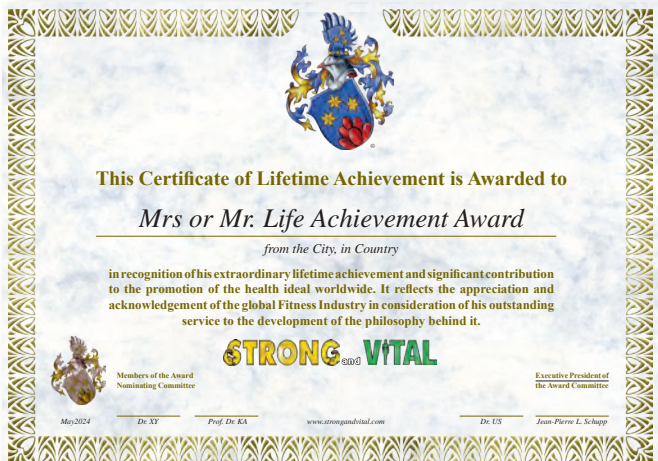 This Certificate of Lifetime Achievement is Awarded to
Mrs or Mr. Life Achievement Award
from the City, in Country
in recognition of his extraordinary lifetime achievement and significant contribution
to the promotion of the health ideal worldwide. It reflects the appreciation and
acknowledgement of the global Fitness Industry in consideration of his outstanding
service to the development of the philosophy behind it.
STRONG and ViTAL
Members of the Award
Nominating Committee
Executive President of
the Award Committee
May2024 Dr. XY Prof. Dr. KA www.strongandvital.com Dr. US Jean-Pierre L. Schupp